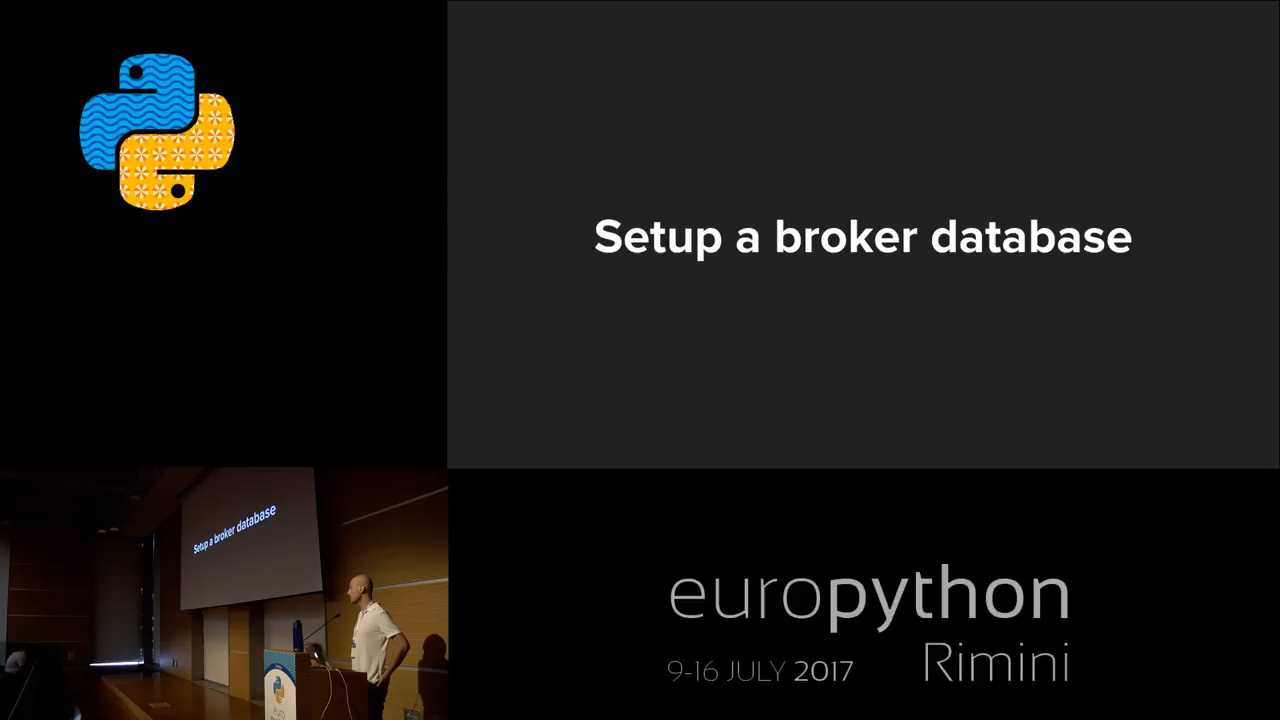 Setup a broker database
Setup a broker database
europython
9-16 JULY 2017
Rimini